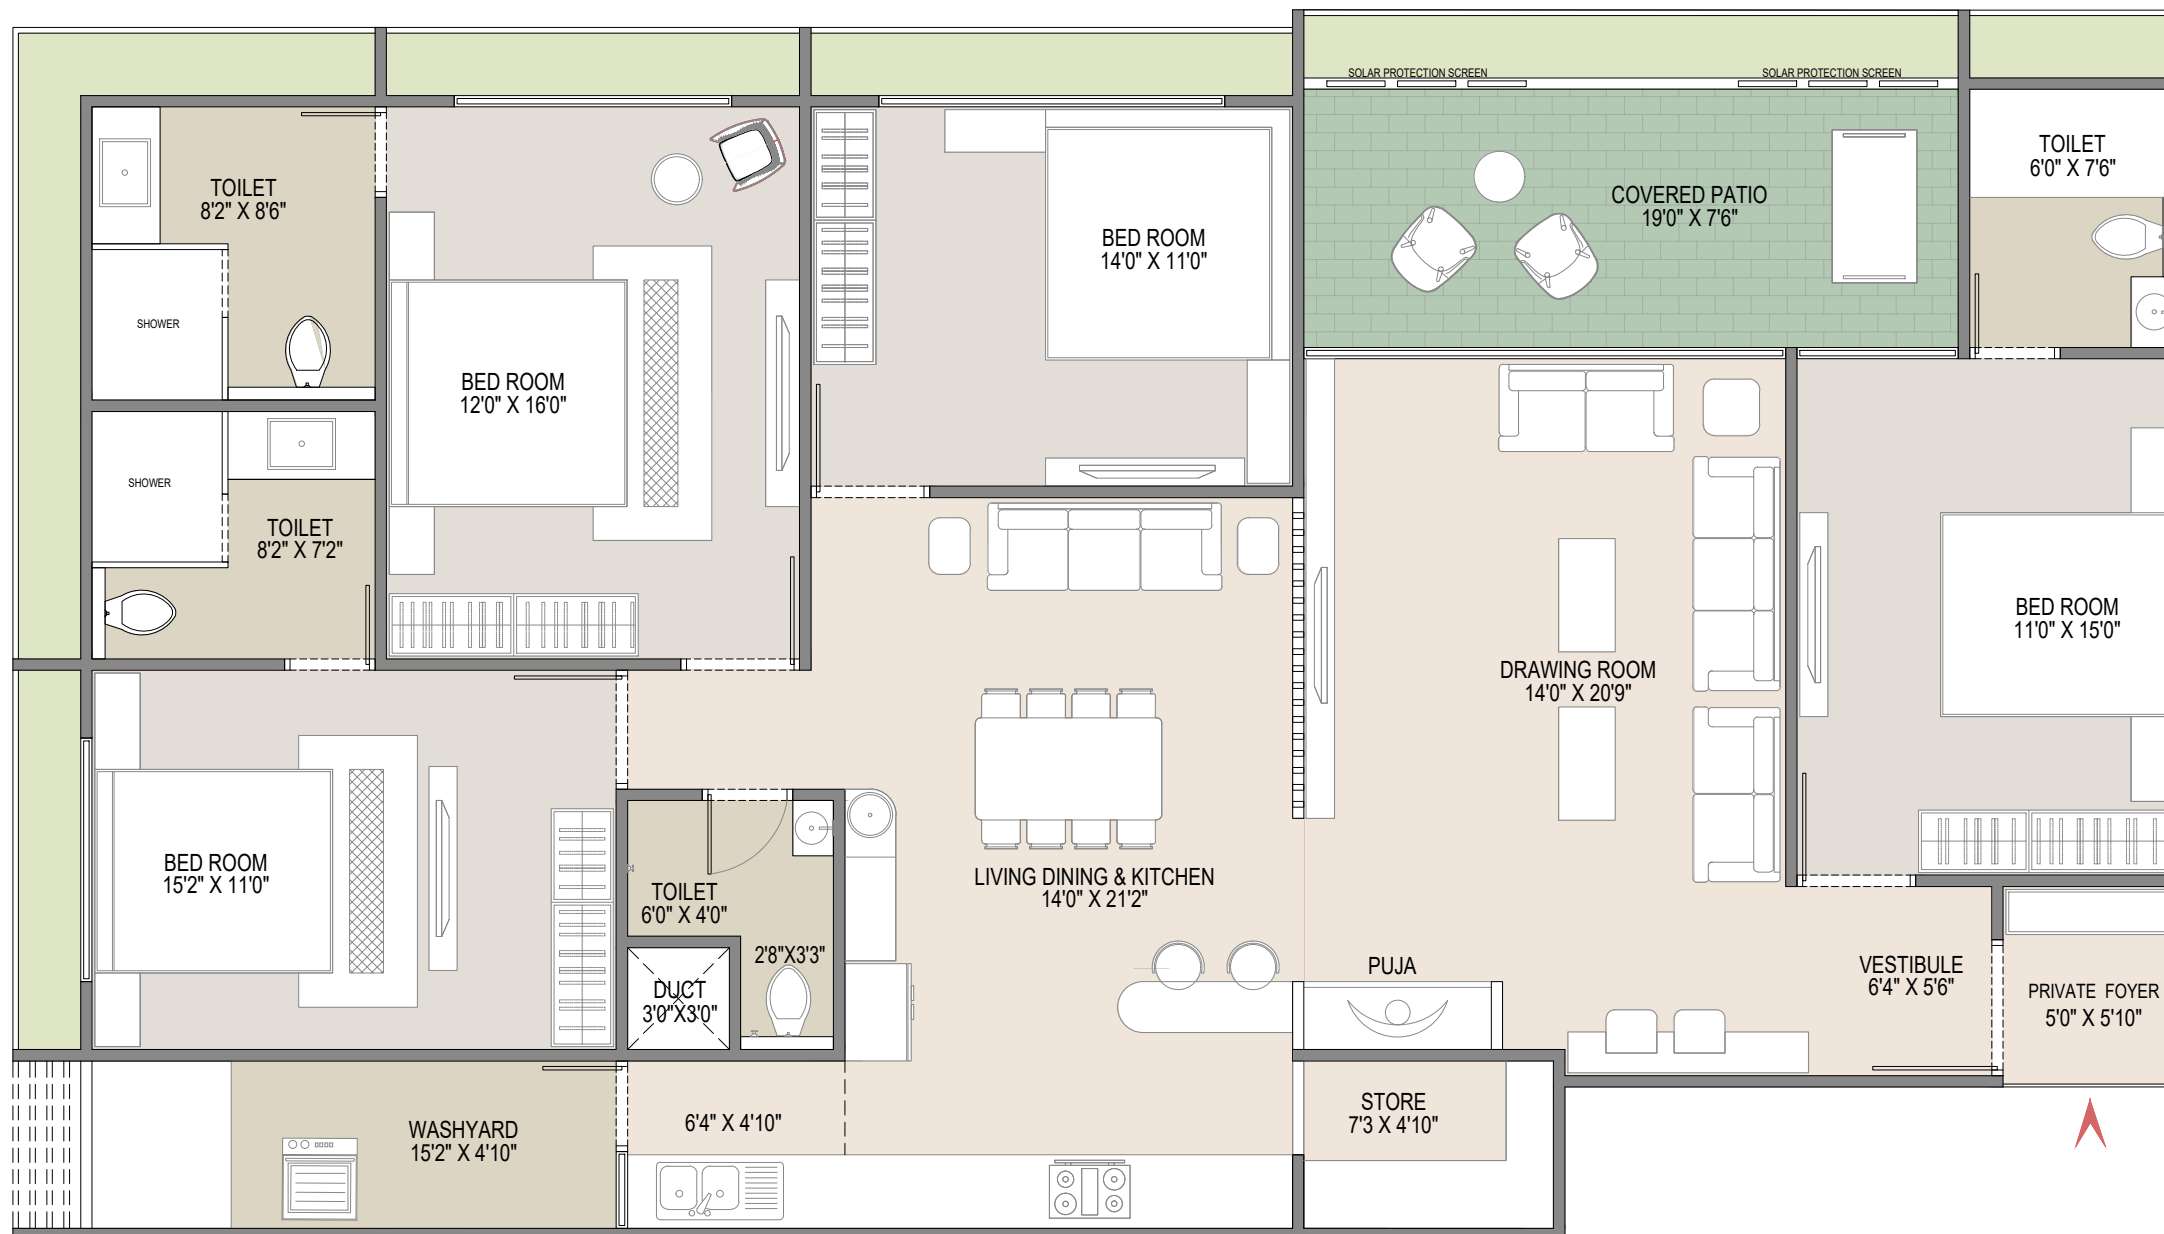 SOLAR PROTECTION SCREEN
SOLAR PROTECTION SCREEN
TOILET
8'2" X 8'6"
SHOWER
BED ROOM
12'0" X 16'0"
BED ROOM
14'0" X 11'0"
COVERED PATIO
19'0" X 7'6"
TOILET
6'0" X 7'6"
SHOWER
TOILET
8'2" X 7'2"
DRAWING ROOM
14'0" X 20'9"
BED ROOM
11'0" X 15'0"
BED ROOM
15'2" X 11'0"
TOILET
6'0" X 4'0"
2'8"X3'3"
DUCT
3'0"X3'0"
LIVING DINING & KITCHEN
14'0" X 21'2"
PUJA
VESTIBULE
6'4" X 5'6"
PRIVATE FOYER
5'0" X 5'10"
WASHYARD
15'2" X 4'10"
6'4" X 4'10"
STORE
7'3 X 4'10"